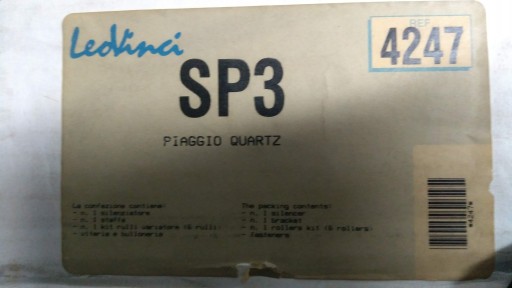 LeoVinci
REF
4247
SP3
PIAGGIO QUARTZ
La confezione contiene:
- n. 1 silenziatore
- n. 1 staffa
- n. 1 kit rulli variatore (6 rulli)
- viteria e bulloneria
The packing contents:
- n. 1 silencer
- n. 1 bracket
- n. 1 rollers kit (6 rollers)
- fasteners
*4247*